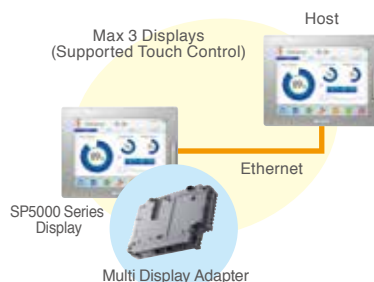 Max 3 Displays
(Supported Touch Control)
Host
Ethernet
SP5000 Series
Display
Multi Display Adapter